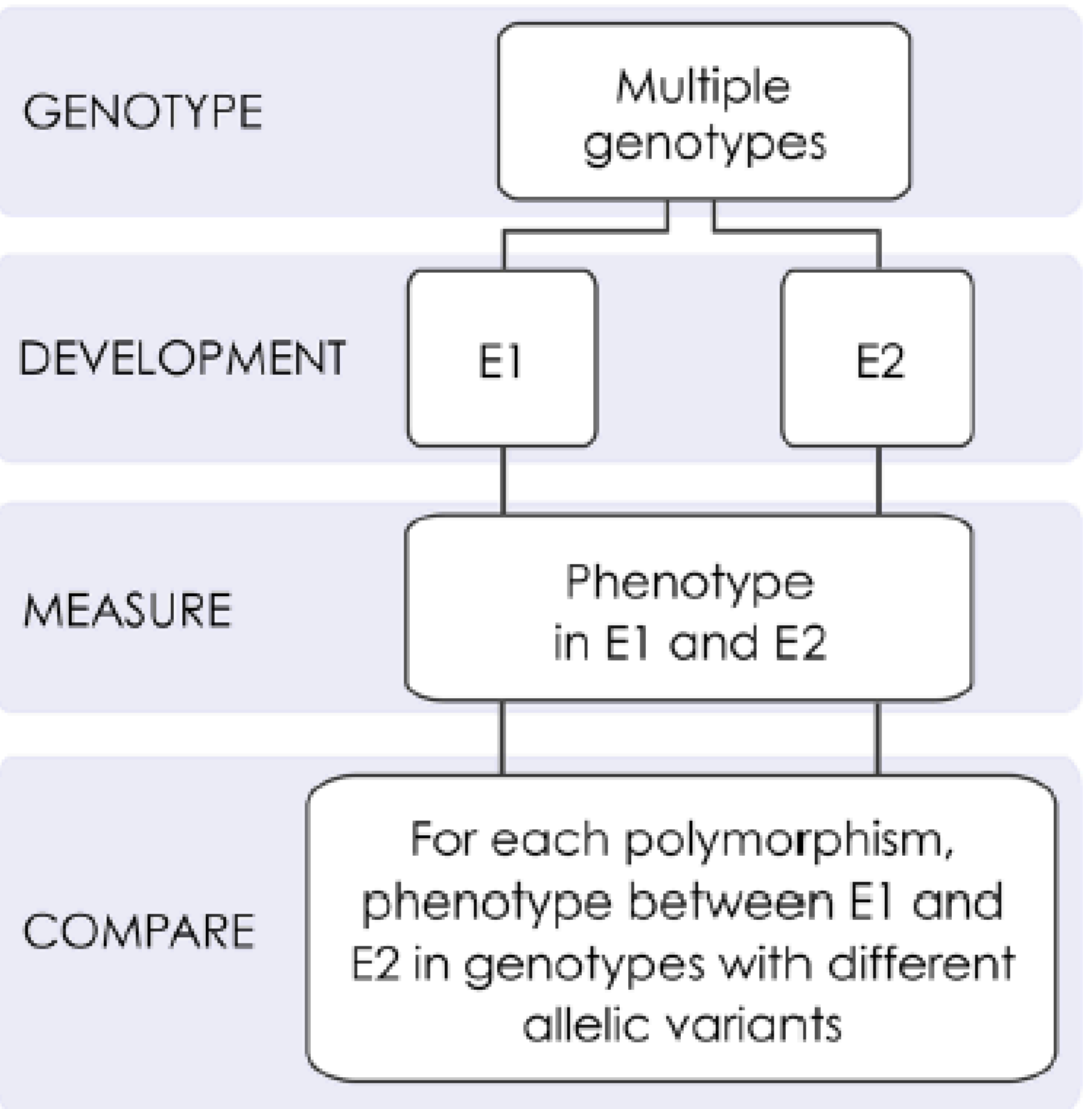 GENOTYPE
Multiple
genotypes
DEVELOPMENT
E1
E2
MEASURE
Phenotype
in E1 and E2
COMPARE
For each polymorphism,
phenotype between E1 and
E2 in genotypes with different
allelic variants